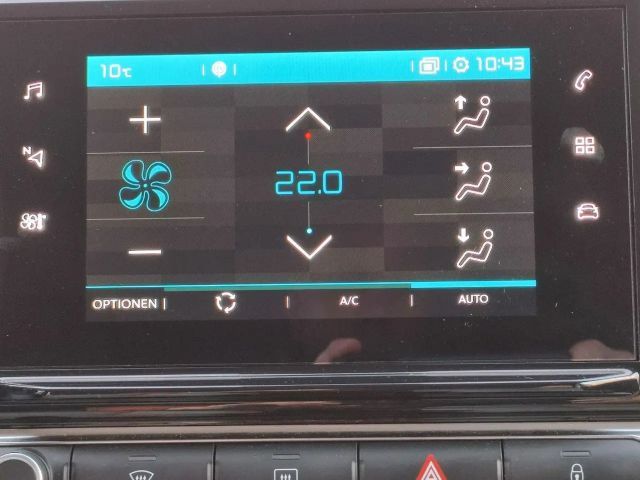 10°C 10:43
N
22.0
OPTIONEN A/C AUTO